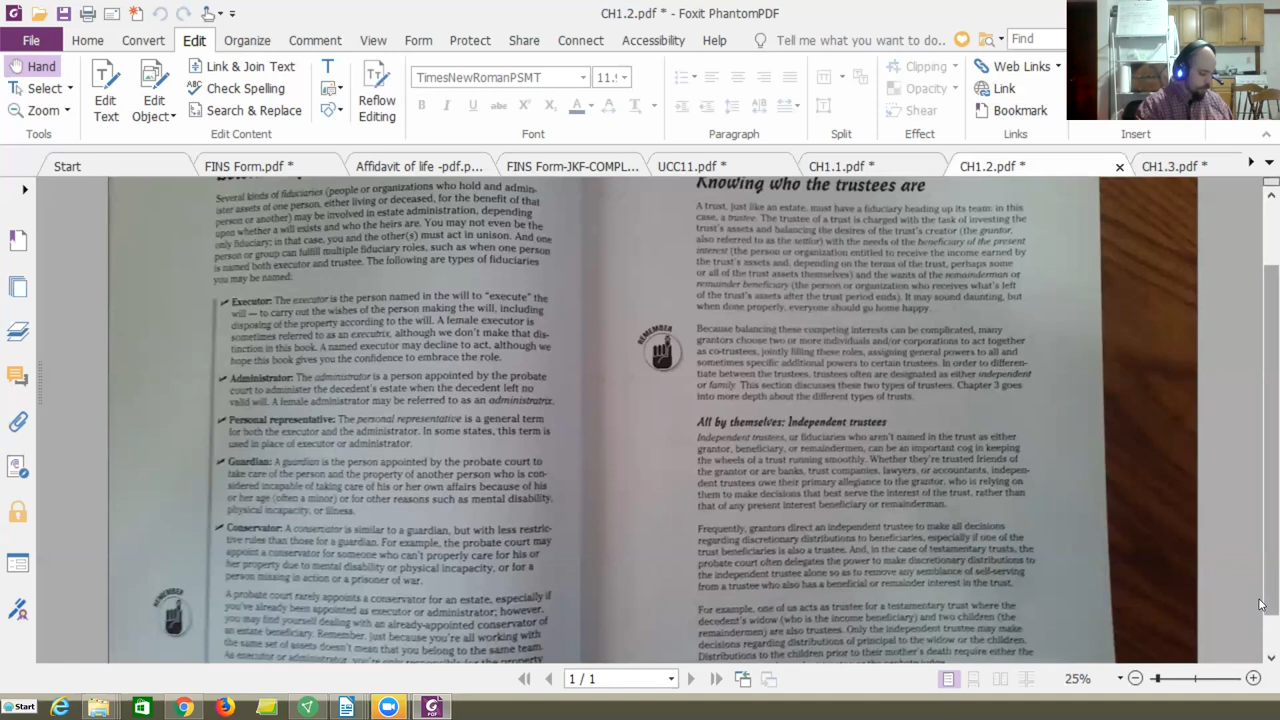 CH1.2.pdf * - Foxit PhantomPDF
File
Home
Convert
Edit
Organize
Comment
View
Form
Protect
Share
Connect
Accessibility
Help
Tell me what you want to do..
Find
Hand
Select
Zoom
Tools
Edit
Text
Edit
Object
Link & Join Text
Check Spelling
Search & Replace
Edit Content
Reflow
Editing
TimesNewRomanPSMT
Font
Paragraph
Split
Clipping
Opacity
Shear
Effect
Web Links
Link
Bookmark
Links
Insert
Start
FINS Form.pdf *
Affidavit of life -pdf.p...
FINS Form-JKF-COMPL...
UCC11.pdf *
CH1.1.pdf *
CH1.2.pdf *
CH1.3.pdf *
Several kinds of fiduciaries (people or organizations who hold and admin-
ister assets of one person, either living or deceased, for the benefit of that
person or another) may be involved in estate administration, depending
upon whether a will exists and who the heirs are. You may not even be the
only fiduciary; in that case, you and the other(s) must act in unison. And one
person or group can fulfill multiple fiduciary roles, such as when one person
is named both executor and trustee. The following are types of fiduciaries
you may be named:
Executor: The executor is the person named in the will to "execute" the
will — to carry out the wishes of the person making the will, including
disposing of the property according to the will. A female executor is
sometimes referred to as an executrix, although we don't make that dis-
tinction in this book. A named executor may decline to act, although we
hope this book gives you the confidence to embrace the role.
Administrator: The administrator is a person appointed by the probate
court to administer the decedent's estate when the decedent left no
valid will. A female administrator may be referred to as an administratrix.
Personal representative: The personal representative is a general term
for both the executor and the administrator. In some states, this term is
used in place of executor or administrator.
Guardian: A guardian is the person appointed by the probate court to
take care of the person and the property of another person who is con-
sidered incapable of taking care of his or her own affairs because of his
or her age (often a minor) or for other reasons such as mental disability,
physical incapacity, or illness.
Conservator: A conservator is similar to a guardian, but with less restric-
tive rules than those for a guardian. For example, the probate court may
appoint a conservator for someone who can't properly care for his or
her property due to mental disability or physical incapacity, or for a
person missing in action or a prisoner of war.
REMEMBER
A probate court rarely appoints a conservator for an estate, especially if
you've already been appointed as executor or administrator; however,
you may find yourself dealing with an already-appointed conservator of
an estate beneficiary. Remember, just because you're all working with
the same set of assets doesn't mean that you belong to the same team.
As executor or administrator, you're only responsible for the property
Knowing who the trustees are
A trust, just like an estate, must have a fiduciary heading up its team: in this
case, a trustee. The trustee of a trust is charged with the task of investing the
trust's assets and balancing the desires of the trust's creator (the grantor,
also referred to as the settlor) with the needs of the beneficiary of the present
interest (the person or organization entitled to receive the income earned by
the trust's assets and, depending on the terms of the trust, perhaps some
or all of the trust assets themselves) and the wants of the remainderman or
remainder beneficiary (the person or organization who receives what's left
of the trust's assets after the trust period ends). It may sound daunting, but
when done properly, everyone should go home happy.
REMEMBER
Because balancing these competing interests can be complicated, many
grantors choose two or more individuals and/or corporations to act together
as co-trustees, jointly filling these roles, assigning general powers to all and
sometimes specific additional powers to certain trustees. In order to differen-
tiate between the trustees, trustees often are designated as either independent
or family. This section discusses these two types of trustees. Chapter 3 goes
into more depth about the different types of trusts.
All by themselves: Independent trustees
Independent trustees, or fiduciaries who aren't named in the trust as either
grantor, beneficiary, or remaindermen, can be an important cog in keeping
the wheels of a trust running smoothly. Whether they're trusted friends of
the grantor or are banks, trust companies, lawyers, or accountants, indepen-
dent trustees owe their primary allegiance to the grantor, who is relying on
them to make decisions that best serve the interest of the trust, rather than
that of any present interest beneficiary or remainderman.
Frequently, grantors direct an independent trustee to make all decisions
regarding discretionary distributions to beneficiaries, especially if one of the
trust beneficiaries is also a trustee. And, in the case of testamentary trusts, the
probate court often delegates the power to make discretionary distributions to
the independent trustee alone so as to remove any semblance of self-serving
from a trustee who also has a beneficial or remainder interest in the trust.
For example, one of us acts as trustee for a testamentary trust where the
decedent's widow (who is the income beneficiary) and two children (the
remaindermen) are also trustees. Only the independent trustee may make
decisions regarding distributions of principal to the widow or the children.
Distributions to the children prior to their mother's death require either the
1 / 1
25%
Start